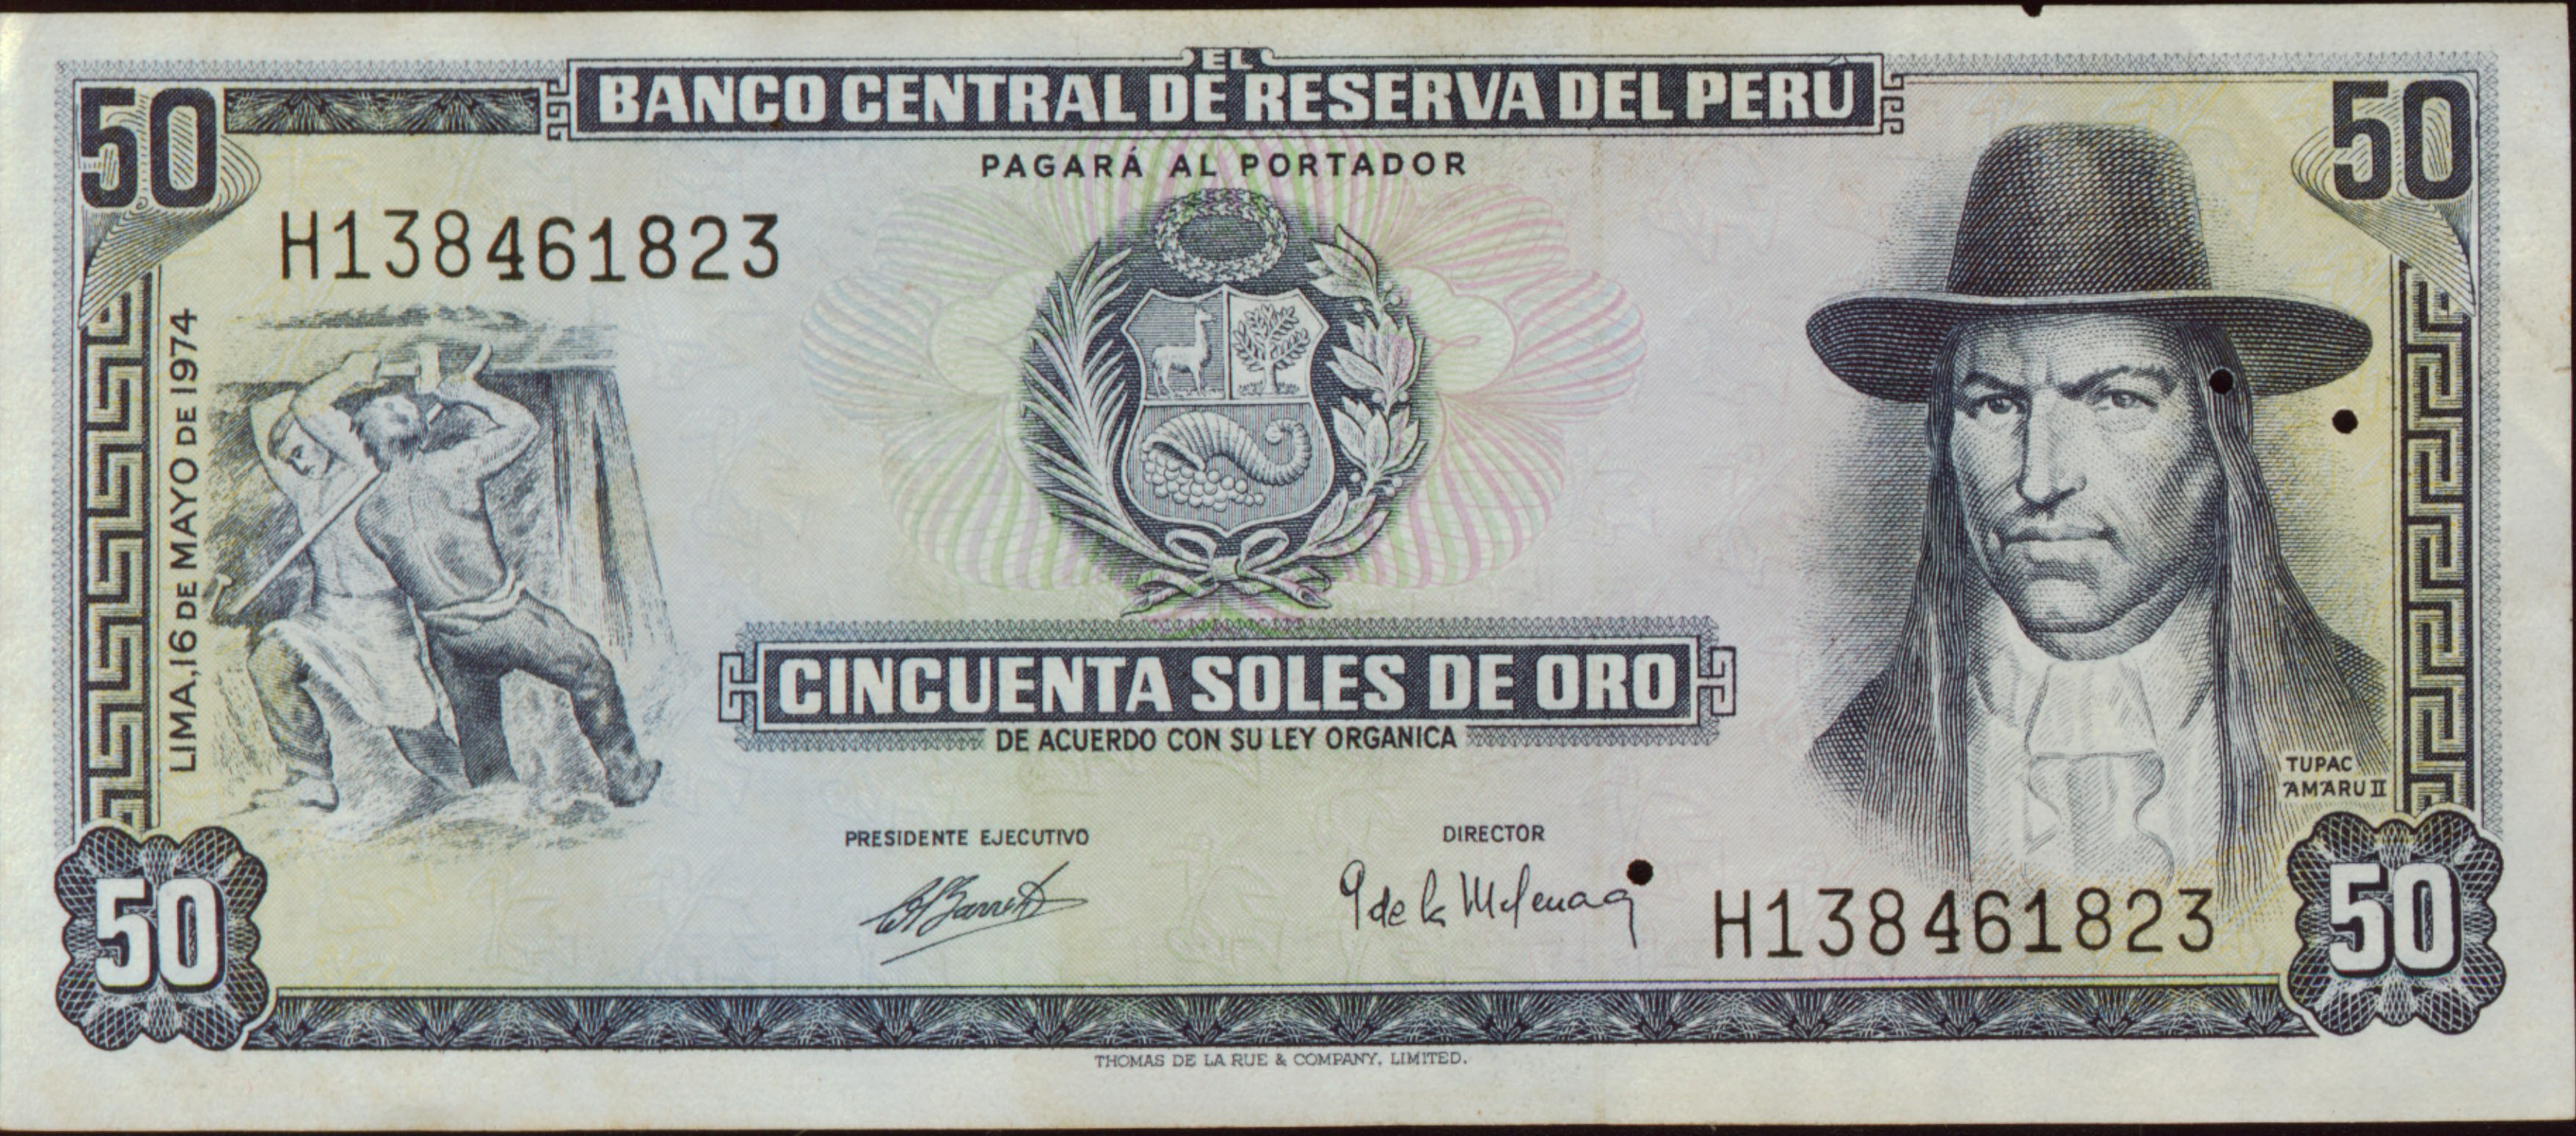 EL
BANCO CENTRAL DE RESERVA DEL PERÚ
50
50
PAGARÁ AL PORTADOR
H138461823
LIMA, 16 DE MAYO DE 1974
CINCUENTA SOLES DE ORO
DE ACUERDO CON SU LEY ORGANICA
TUPAC
AMARU II
PRESIDENTE EJECUTIVO
DIRECTOR
H138461823
50
50
THOMAS DE LA RUE & COMPANY, LIMITED.